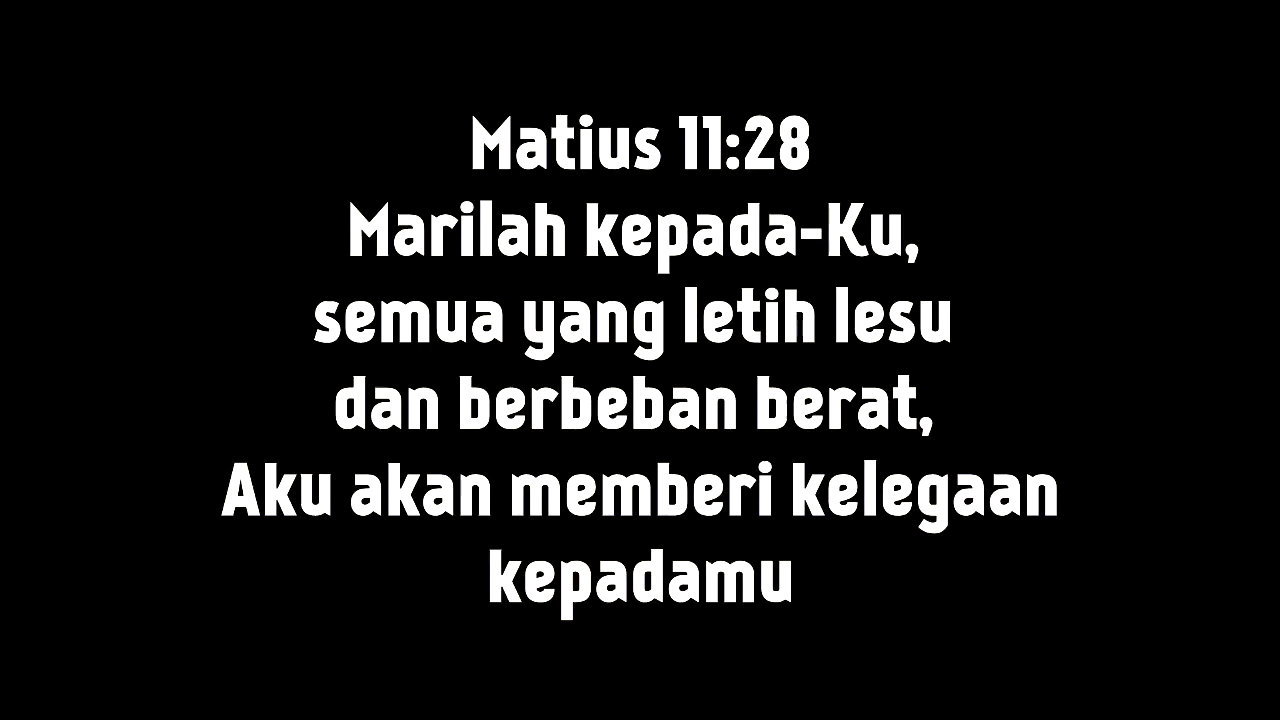 Matius 11:28
Marilah kepada-Ku,
semua yang letih lesu
dan berbeban berat,
Aku akan memberi kelegaan
kepadamu